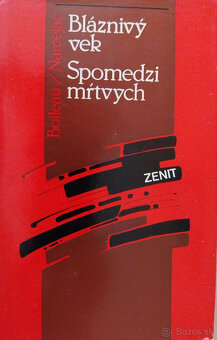 Bláznivý
vek
Spomedzi
mŕtvych
Boileau / Narcejac
ZENIT
© Bazos.sk